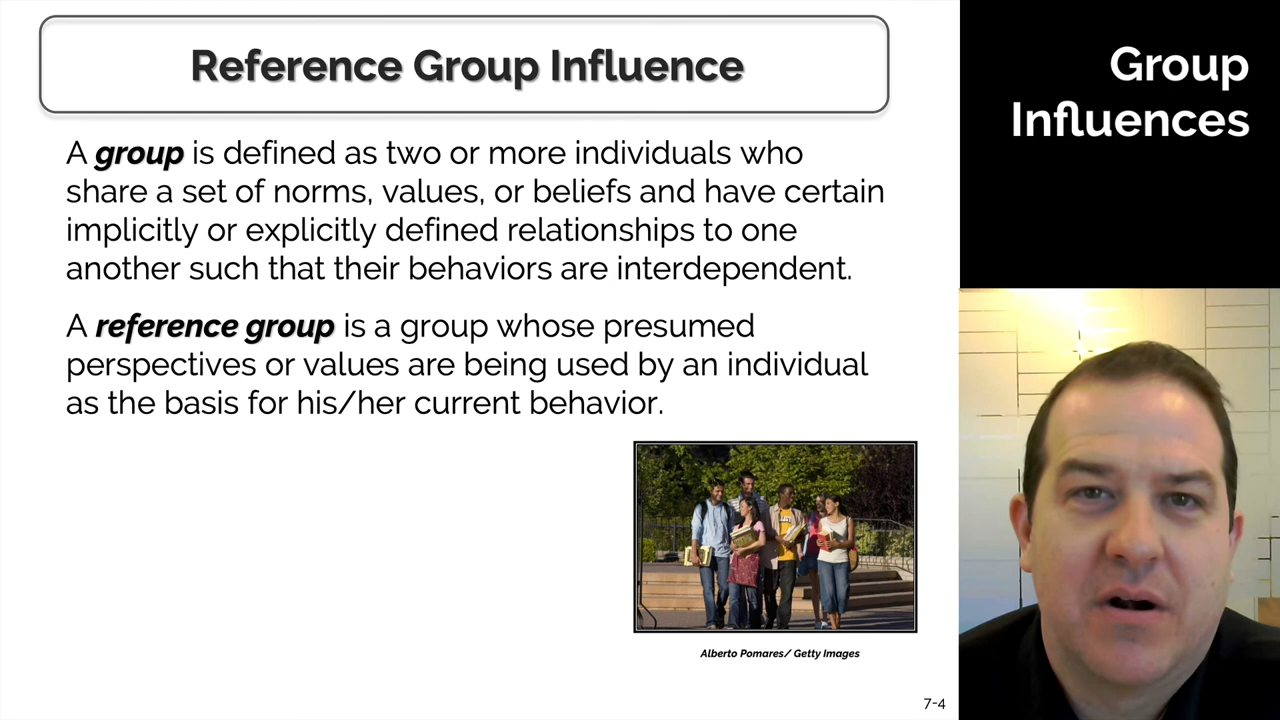 Reference Group Influence
A group is defined as two or more individuals who
share a set of norms, values, or beliefs and have certain
implicitly or explicitly defined relationships to one
another such that their behaviors are interdependent.
A reference group is a group whose presumed
perspectives or values are being used by an individual
as the basis for his/her current behavior.
Alberto Pomares/ Getty Images
7-4
Group
Influences